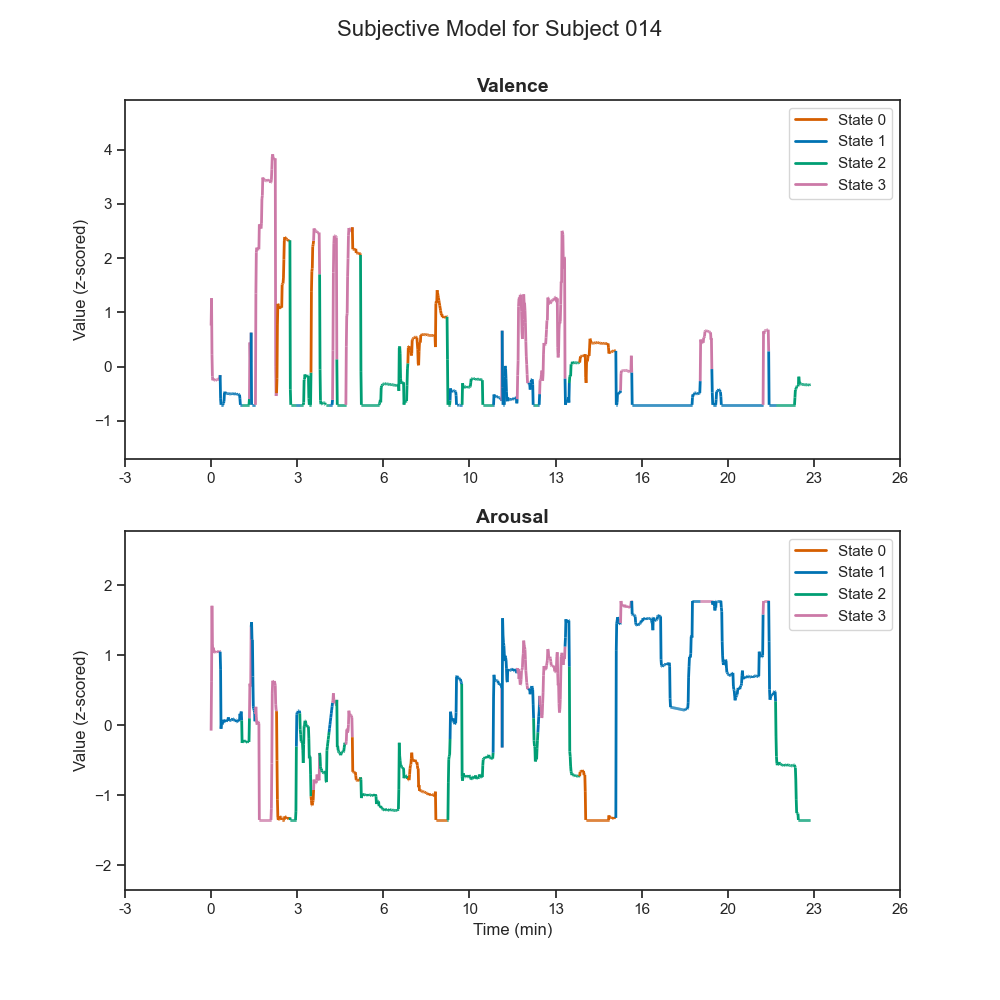 Subjective Model for Subject 014
Valence
State 0
State 1
State 2
State 3
Value (z-scored)
4
3
2
1
0
−1
-3 0 3 6 10 13 16 20 23 26
Arousal
State 0
State 1
State 2
State 3
Value (z-scored)
2
1
0
−1
−2
-3 0 3 6 10 13 16 20 23 26
Time (min)